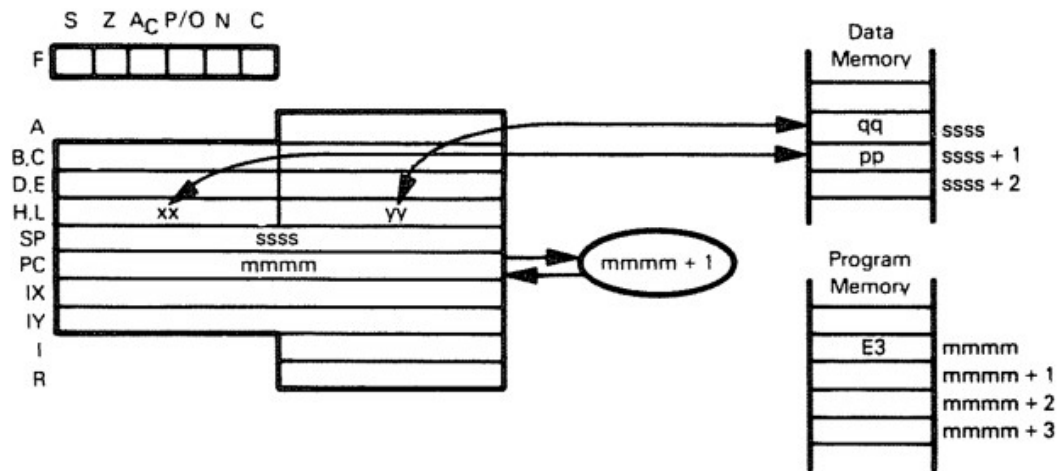 S Z AC P/O N C
F
A
B,C
D,E
H,L xx yy
SP ssss
PC mmmm
IX
IY
I
R
mmmm + 1
Data
Memory
qq ssss
pp ssss + 1
ssss + 2
Program
Memory
E3 mmmm
mmmm + 1
mmmm + 2
mmmm + 3